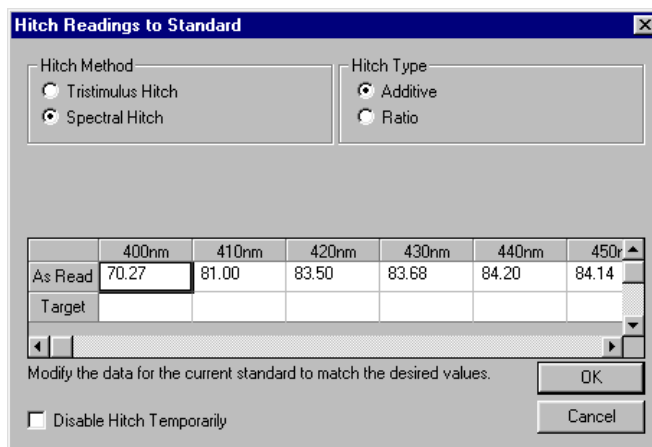 Hitch Readings to Standard
Hitch Method
Tristimulus Hitch
Spectral Hitch
Hitch Type
Additive
Ratio
400nm 410nm 420nm 430nm 440nm 450r
As Read 70.27 81.00 83.50 83.68 84.20 84.14
Target
Modify the data for the current standard to match the desired values.
OK
Disable Hitch Temporarily
Cancel